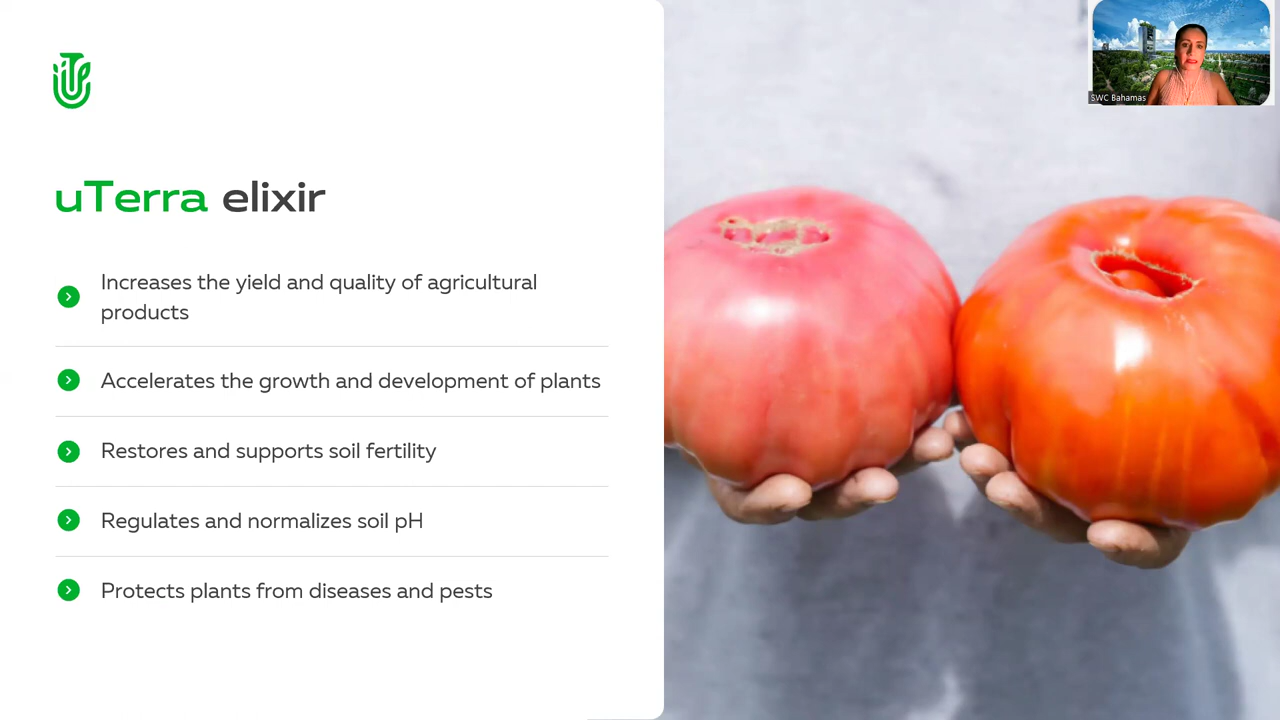 uTerra elixir
Increases the yield and quality of agricultural
products
Accelerates the growth and development of plants
Restores and supports soil fertility
Regulates and normalizes soil pH
Protects plants from diseases and pests
SWC Bahamas